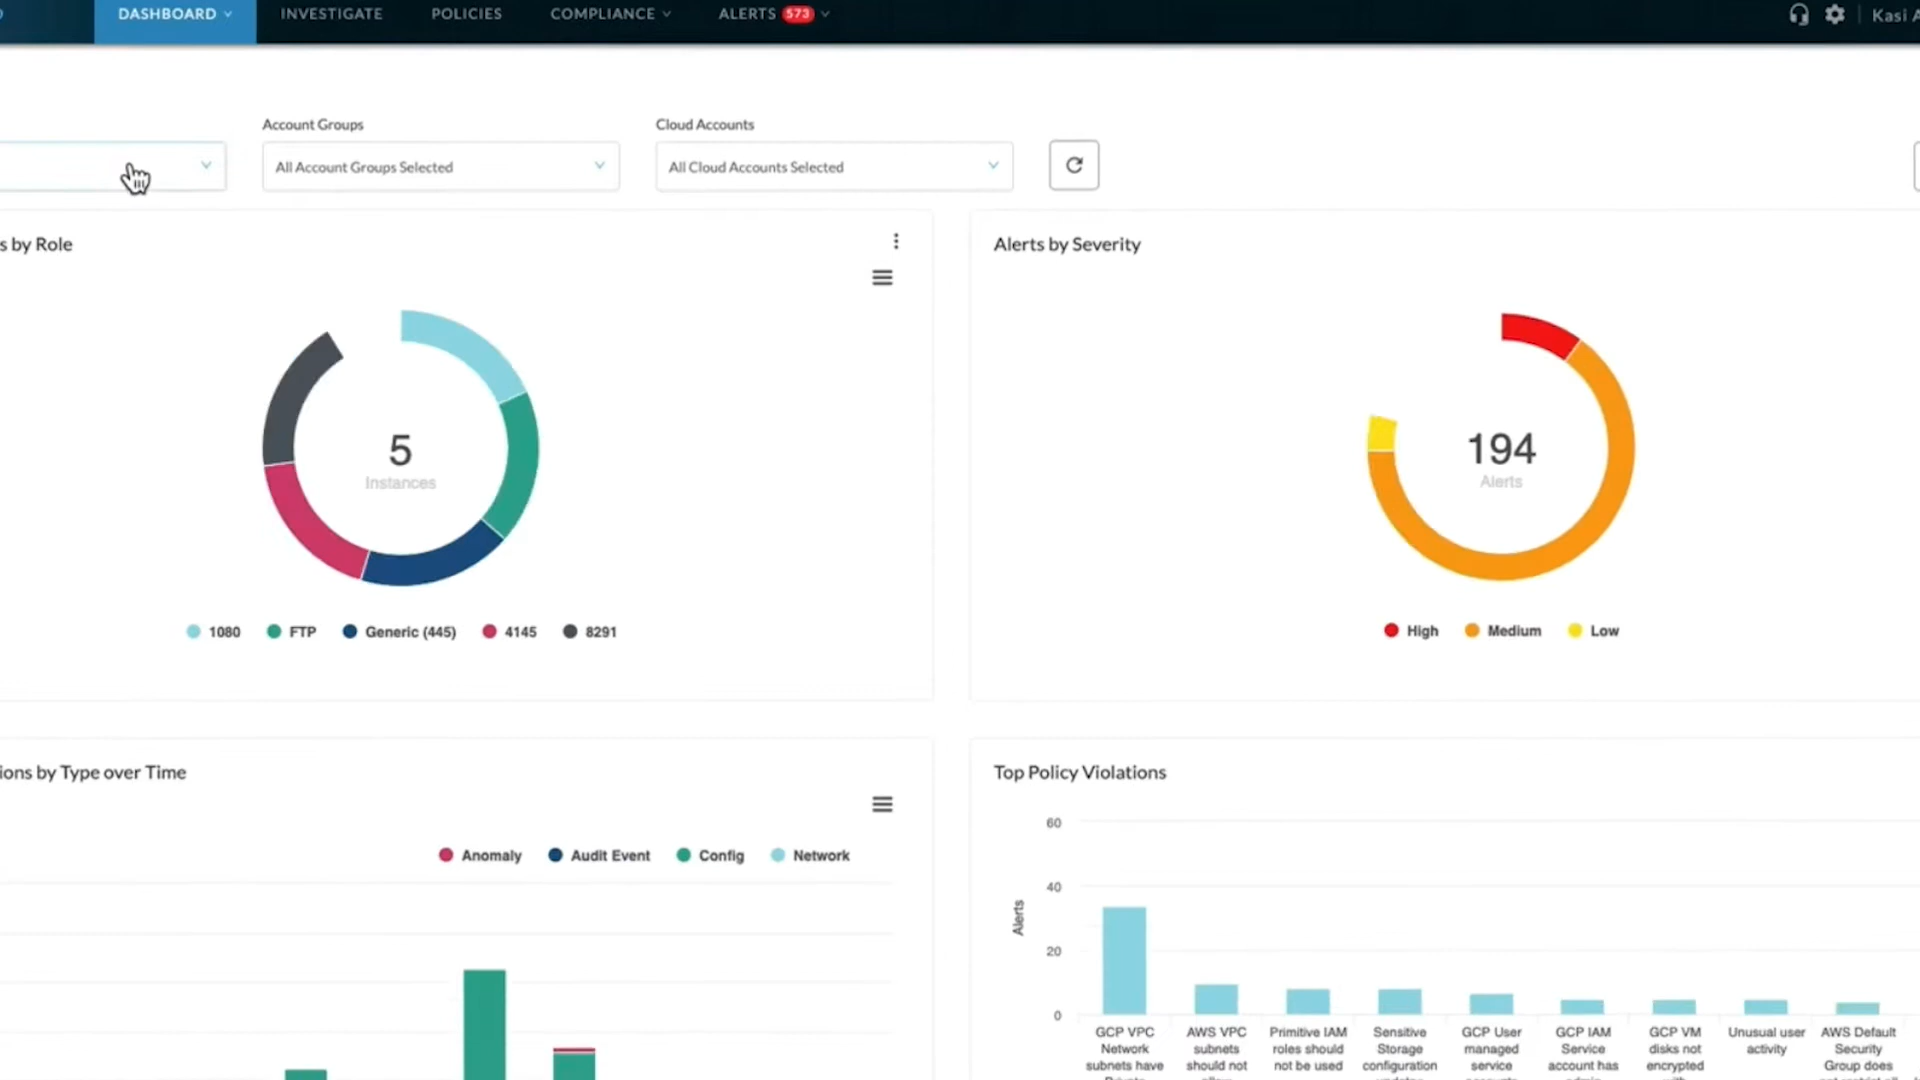 DASHBOARD
INVESTIGATE
POLICIES
COMPLIANCE
ALERTS 573
Kasi A
Account Groups
Cloud Accounts
All Account Groups Selected
All Cloud Accounts Selected
s by Role
5
Instances
1080 FTP Generic (445) 4145 8291
Alerts by Severity
194
Alerts
High Medium Low
ions by Type over Time
Anomaly Audit Event Config Network
Top Policy Violations
60
40
20
0
Alerts
GCP VPC
Network
subnets have
AWS VPC
subnets
should not
Primitive IAM
roles should
not be used
Sensitive
Storage
configuration
GCP User
managed
service
GCP IAM
Service
account has
GCP VM
disks not
encrypted
Unusual user
activity
AWS Default
Security
Group does